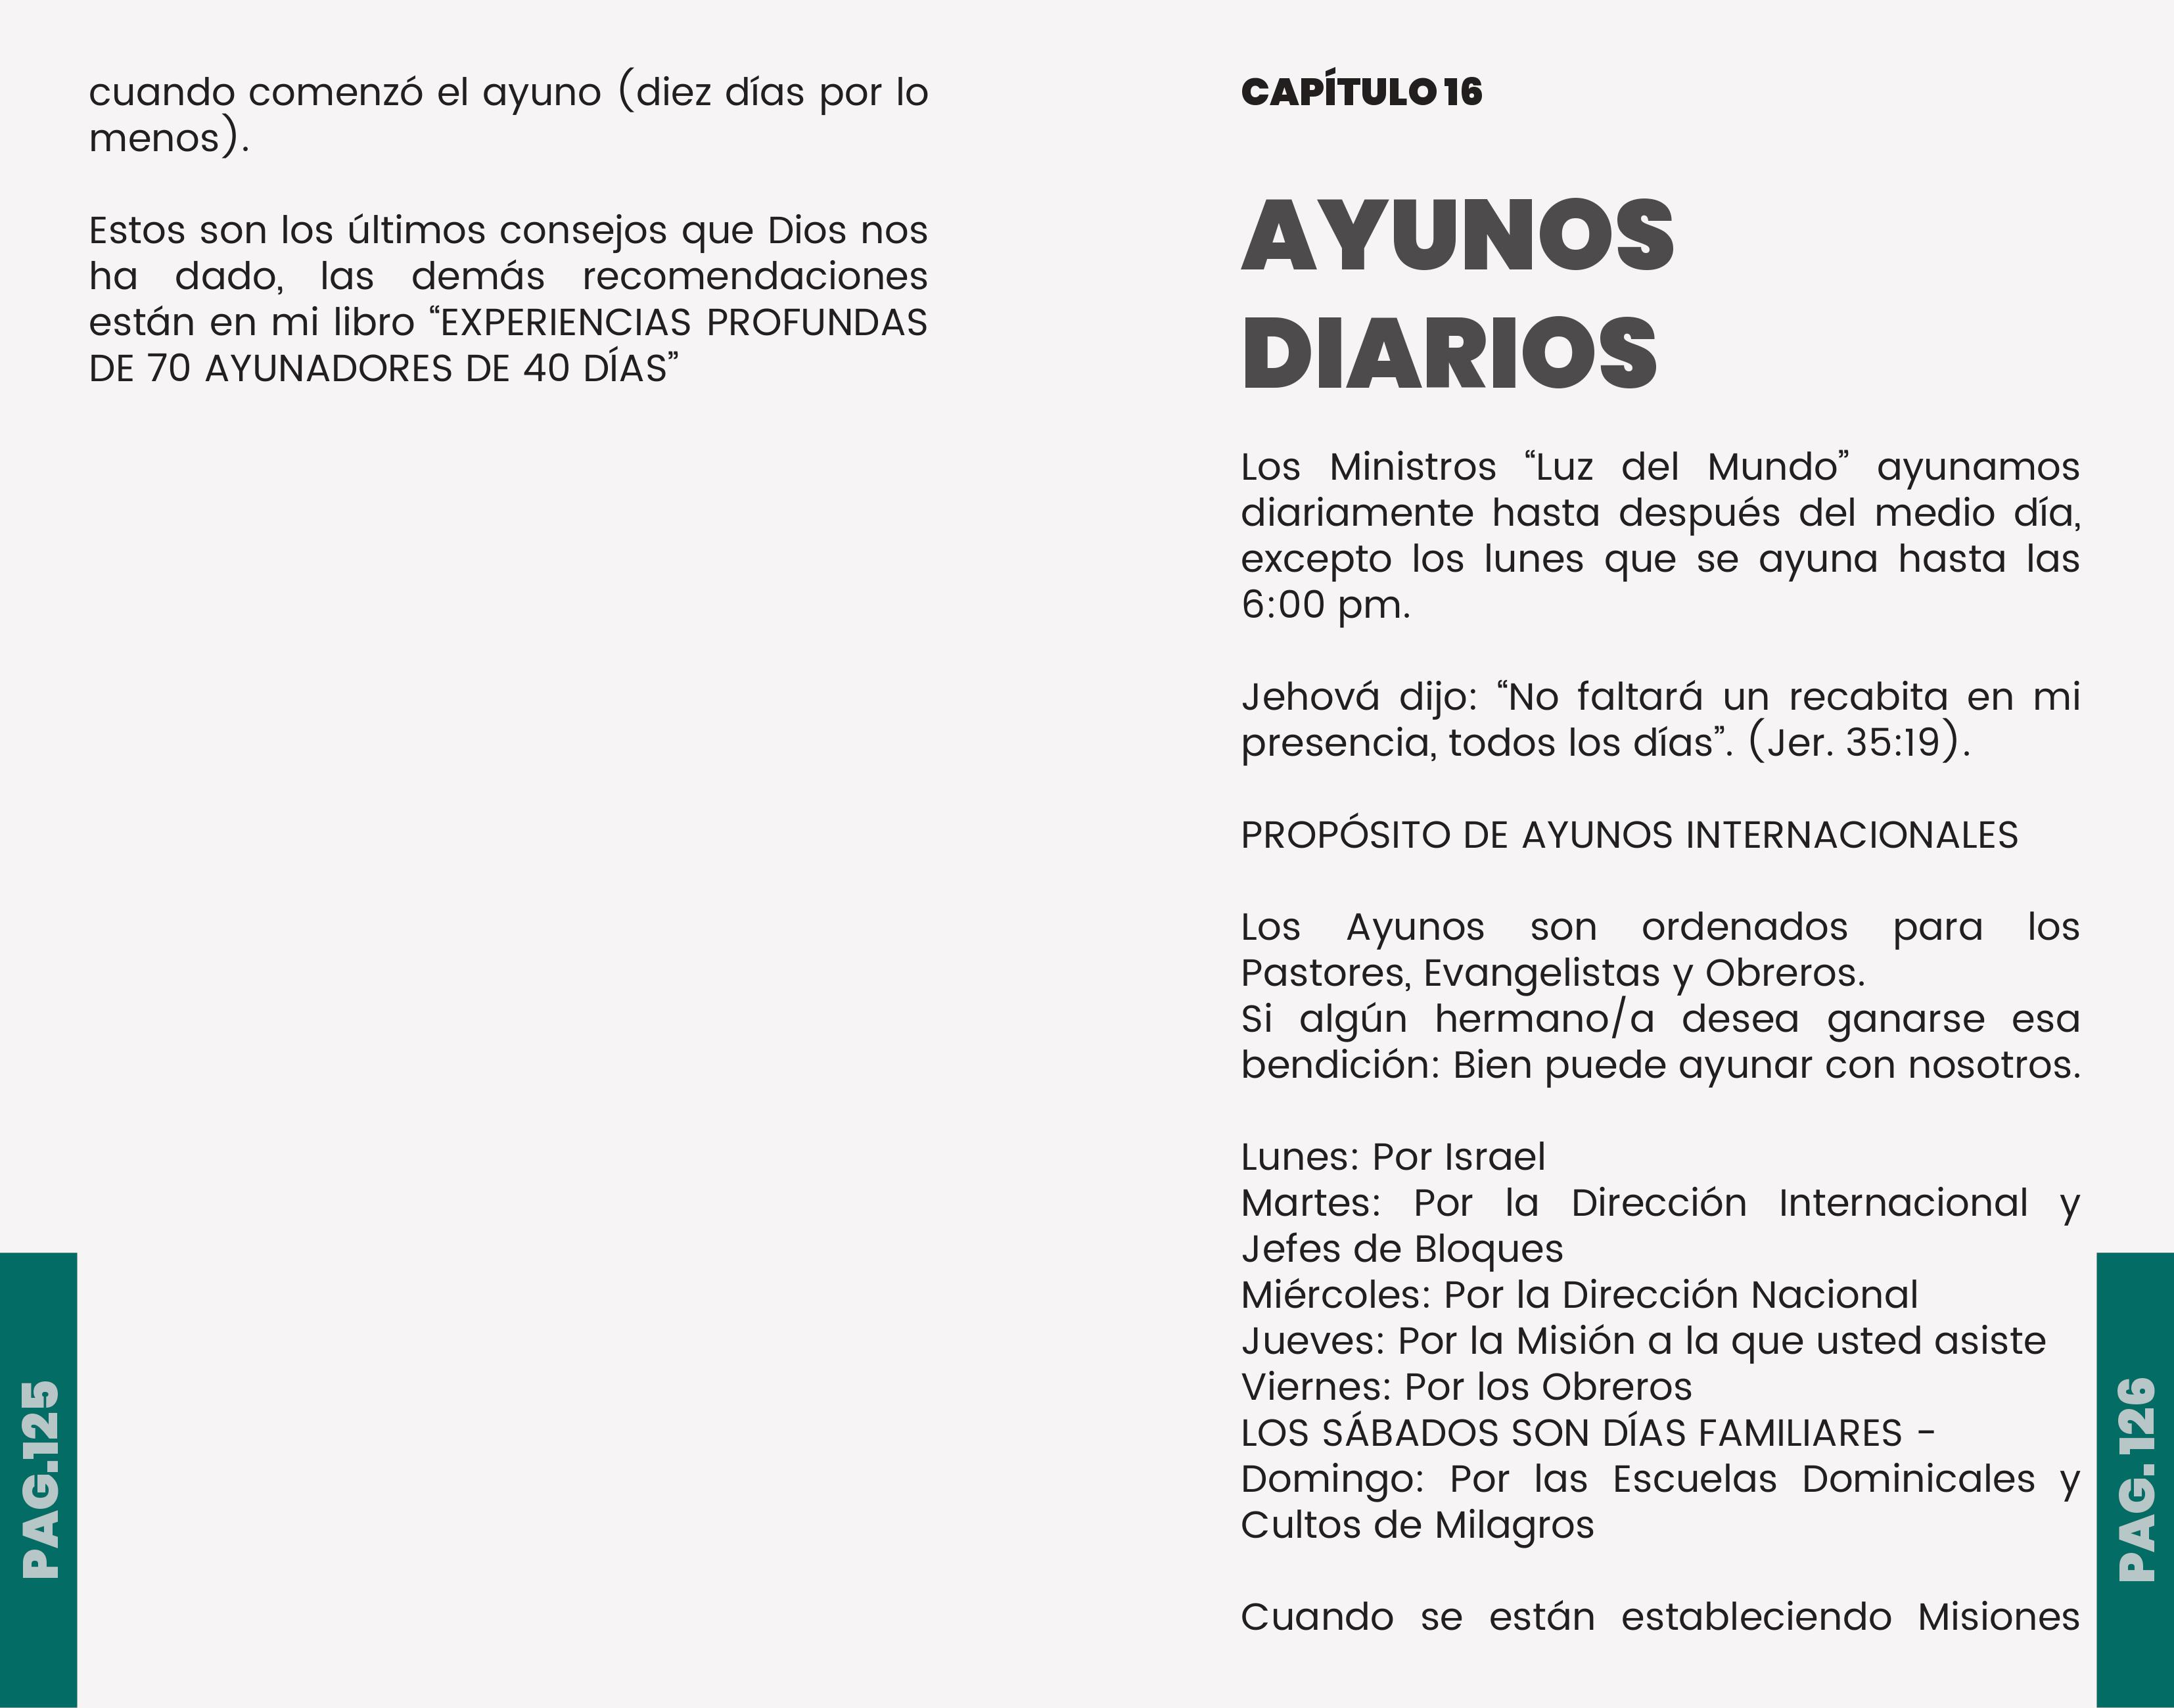 cuando comenzó el ayuno (diez días por lo
menos).
Estos son los últimos consejos que Dios nos
ha dado, las demás recomendaciones
están en mi libro “EXPERIENCIAS PROFUNDAS
DE 70 AYUNADORES DE 40 DÍAS”
PAG.125
CAPÍTULO 16
AYUNOS
DIARIOS
Los Ministros “Luz del Mundo” ayunamos
diariamente hasta después del medio día,
excepto los lunes que se ayuna hasta las
6:00 pm.
Jehová dijo: “No faltará un recabita en mi
presencia, todos los días”. (Jer. 35:19).
PROPÓSITO DE AYUNOS INTERNACIONALES
Los Ayunos son ordenados para los
Pastores, Evangelistas y Obreros.
Si algún hermano/a desea ganarse esa
bendición: Bien puede ayunar con nosotros.
Lunes: Por Israel
Martes: Por la Dirección Internacional y
Jefes de Bloques
Miércoles: Por la Dirección Nacional
Jueves: Por la Misión a la que usted asiste
Viernes: Por los Obreros
LOS SÁBADOS SON DÍAS FAMILIARES -
Domingo: Por las Escuelas Dominicales y
Cultos de Milagros
Cuando se están estableciendo Misiones
PAG. 126